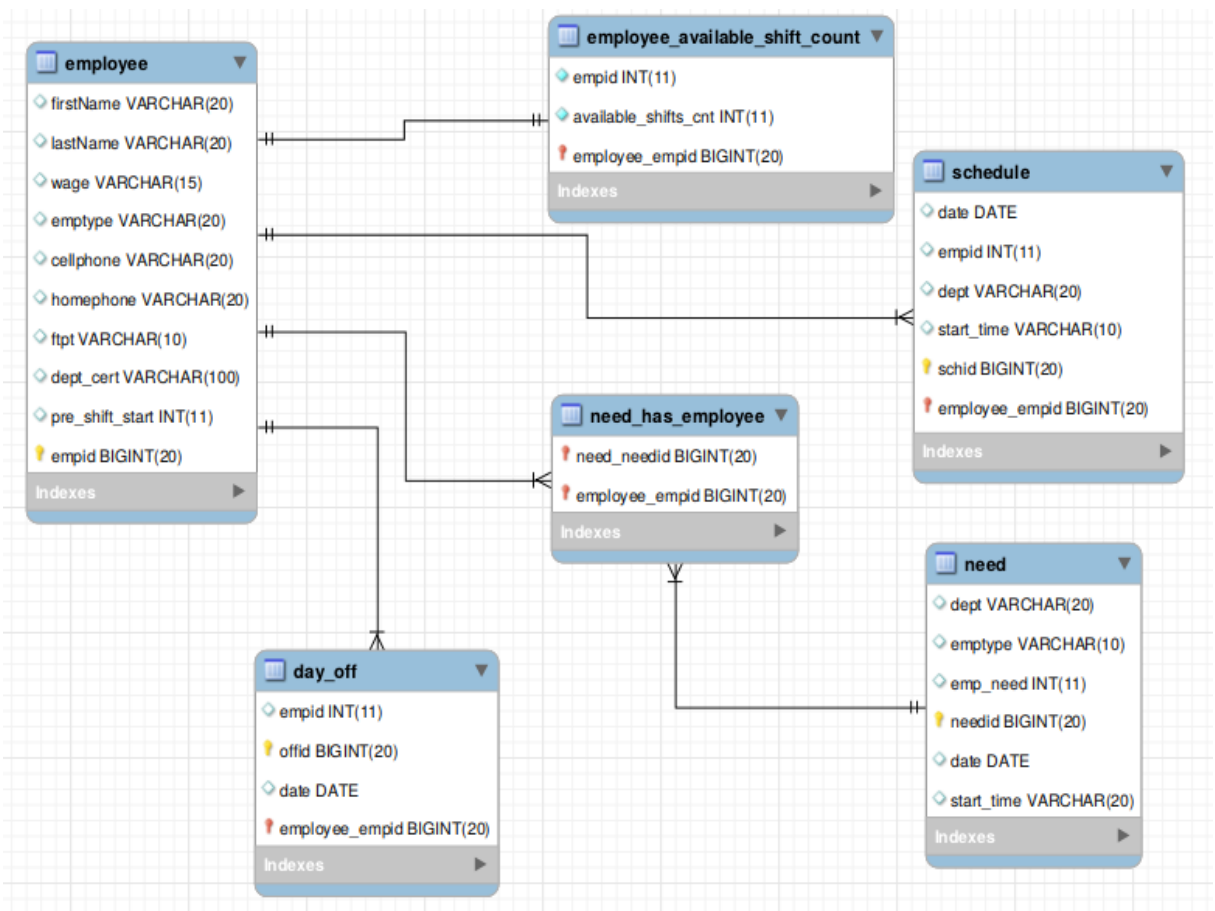 employee
firstName VARCHAR(20)
lastName VARCHAR(20)
wage VARCHAR(15)
emptype VARCHAR(20)
cellphone VARCHAR(20)
homephone VARCHAR(20)
ftpt VARCHAR(10)
dept_cert VARCHAR(100)
pre_shift_start INT(11)
empid BIGINT(20)
Indexes
employee_available_shift_count
empid INT(11)
available_shifts_cnt INT(11)
employee_empid BIGINT(20)
Indexes
schedule
date DATE
empid INT(11)
dept VARCHAR(20)
start_time VARCHAR(10)
schid BIGINT(20)
employee_empid BIGINT(20)
Indexes
need_has_employee
need_needid BIGINT(20)
employee_empid BIGINT(20)
Indexes
need
dept VARCHAR(20)
emptype VARCHAR(10)
emp_need INT(11)
needid BIGINT(20)
date DATE
start_time VARCHAR(20)
Indexes
day_off
empid INT(11)
offid BIGINT(20)
date DATE
employee_empid BIGINT(20)
Indexes